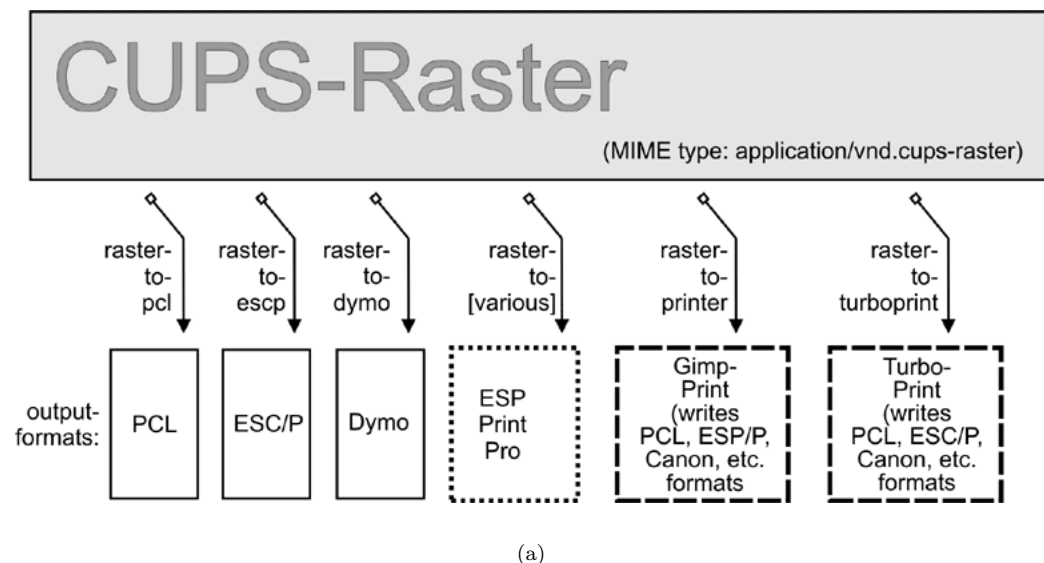 CUPS-Raster
(MIME type: application/vnd.cups-raster)
raster-
to-
pcl
raster-
to-
escp
raster-
to-
dymo
raster-
to-
[various]
raster-
to-
printer
raster-
to-
turboprint
output-
formats:
PCL
ESC/P
Dymo
ESP
Print
Pro
Gimp-
Print
(writes
PCL, ESP/P,
Canon, etc.
formats
Turbo-
Print
(writes
PCL, ESC/P,
Canon, etc.
formats
(a)